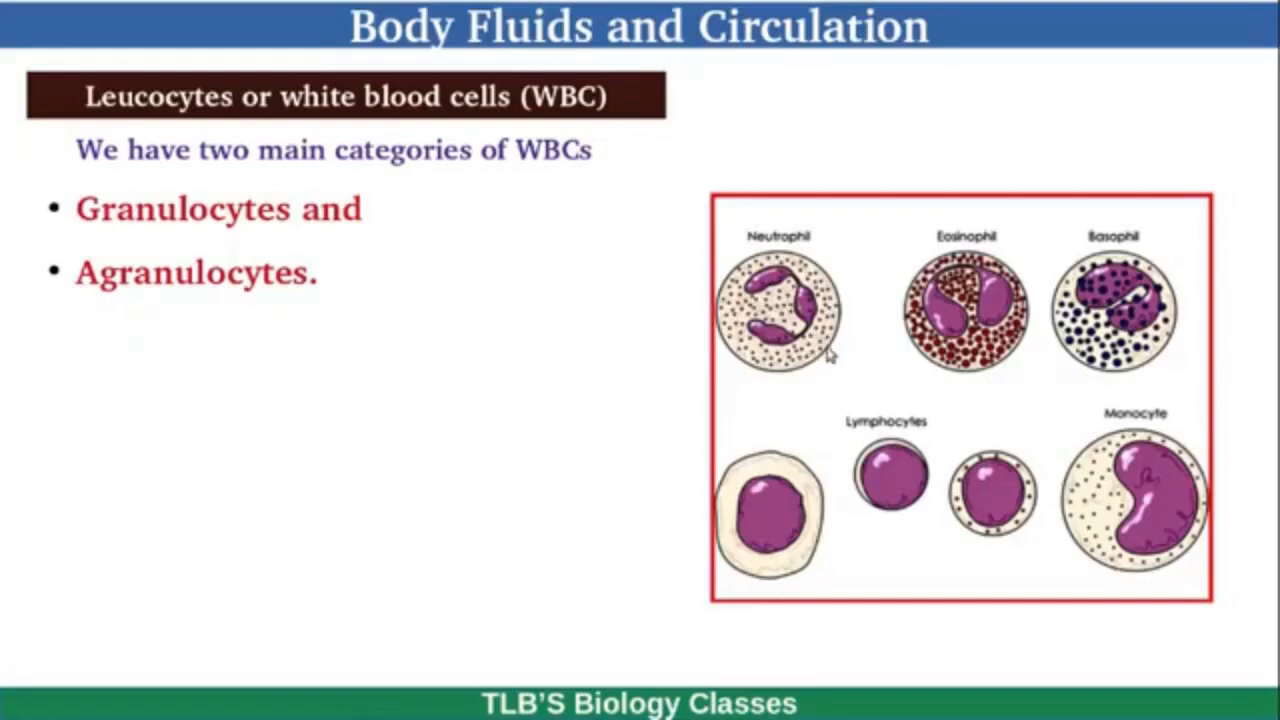 Body Fluids and Circulation
Leucocytes or white blood cells (WBC)
We have two main categories of WBCs
• Granulocytes and
• Agranulocytes.
Neutrophil
Eosinophil
Basophil
Lymphocytes
Monocyte
TLB'S Biology Classes